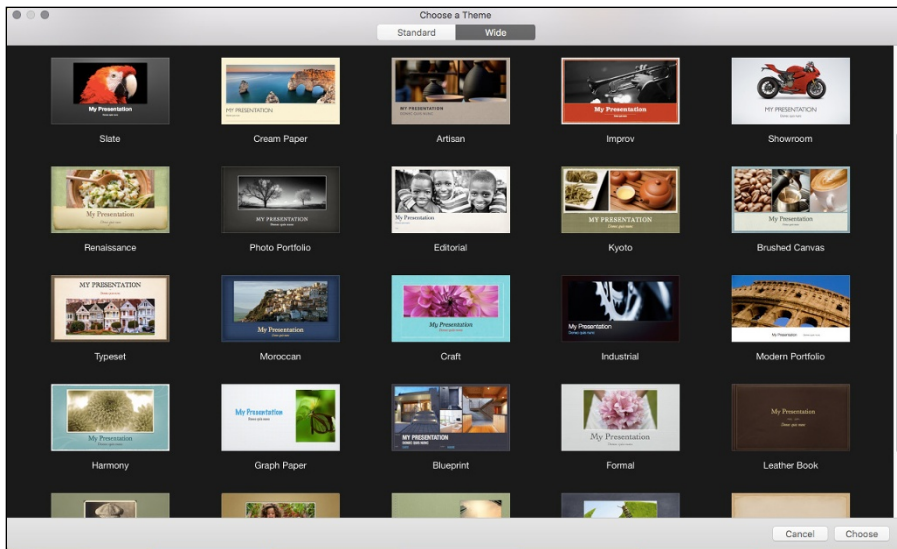 Choose a Theme
Standard Wide
My Presentation
MY PRESENTATION
MY PRESENTATION
My Presentation
MY PRESENTATION
Slate Cream Paper Artisan Improv Showroom
My Presentation
MY PRESENTATION
My Presentation
MY PRESENTATION
My Presentation
Renaissance Photo Portfolio Editorial Kyoto Brushed Canvas
MY PRESENTATION
My Presentation
My Presentation
My Presentation
My Presentation
Typeset Moroccan Craft Industrial Modern Portfolio
My Presentation
My Presentation
MY PRESENTATION
My Presentation
My Presentation
Harmony Graph Paper Blueprint Formal Leather Book
Cancel Choose